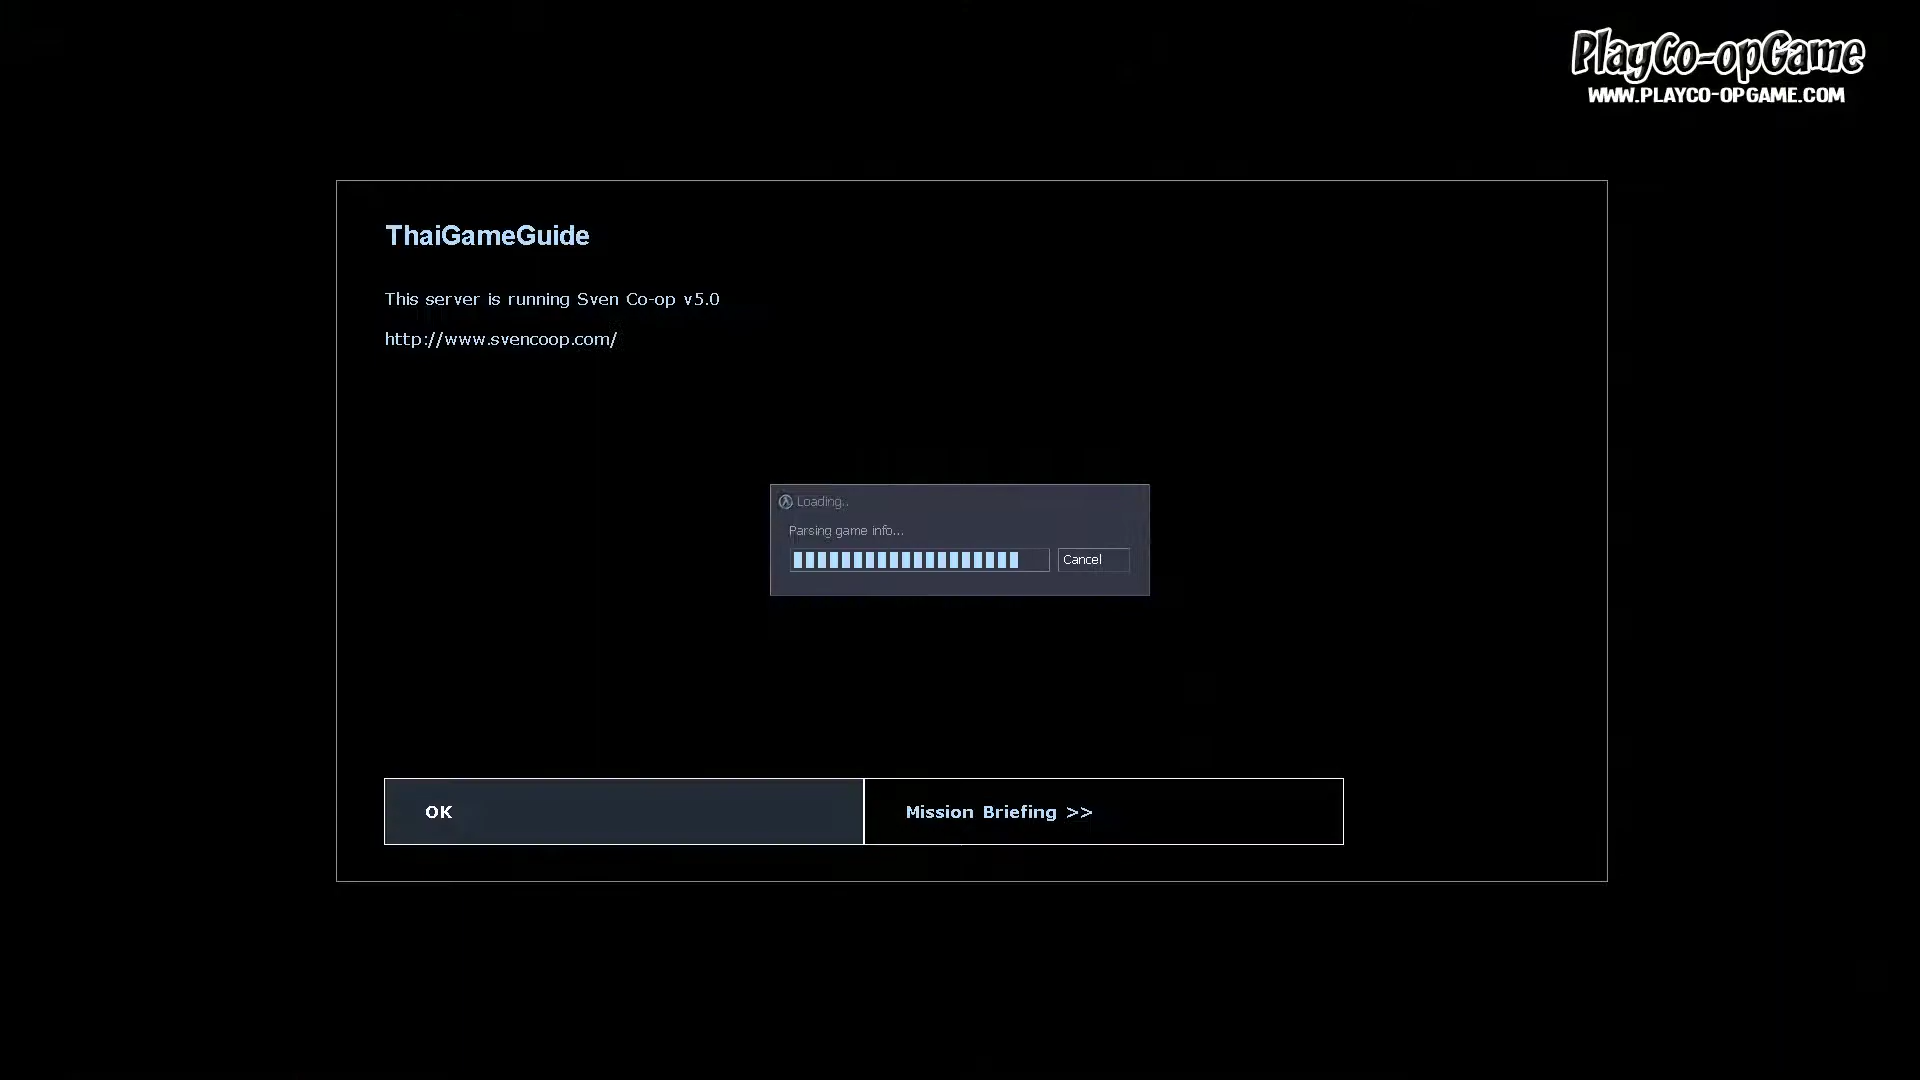 PlayCo-opGame
WWW.PLAYCO-OPGAME.COM
ThaiGameGuide
This server is running Sven Co-op v5.0
http://www.svencoop.com/
Loading..
Parsing game info...
Cancel
OK
Mission Briefing >>